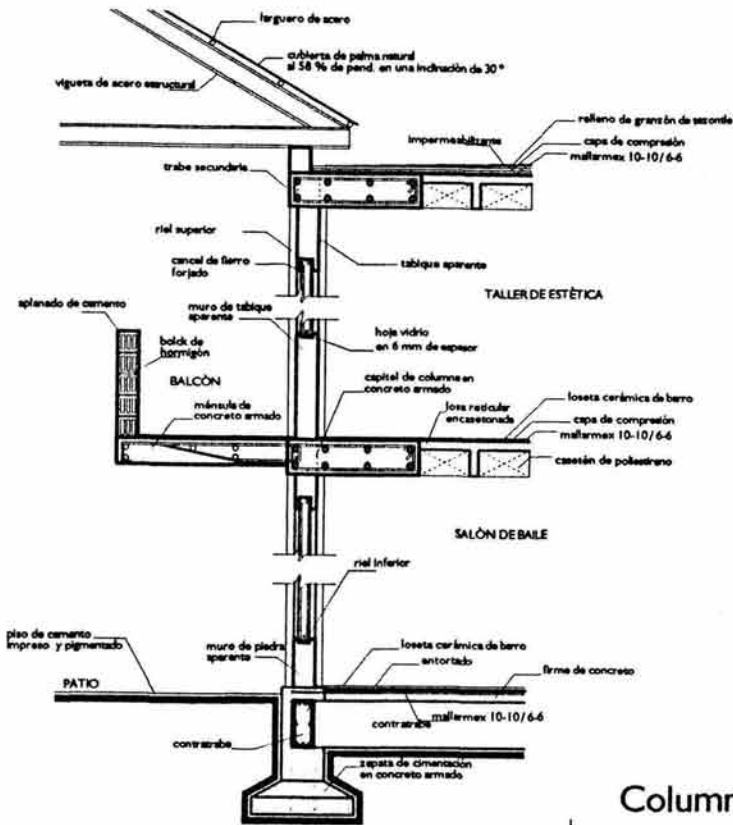 larguero de acero
cubierta de palma natural
al 58 % de pend. en una inclinación de 30°
vigueta de acero estructural
relleno de granzón de tezontle
impermeabilizante
capa de compresión
mallarmex 10-10/6-6
trabe secundaria
riel superior
cancel de fierro
forjado
tabique aparente
TALLER DE ESTÈTICA
aplanado de cemento
muro de tabique
aparente
bolck de
hormigón
hoja vidrio
en 6 mm de espesor
BALCÒN
capitel de columna en
concreto armado
loseta cerámica de barro
ménsula de
concreto armado
losa reticular
encasetonada
capa de compresión
mallarmex 10-10/6-6
casetón de poliestireno
SALÒN DE BAILE
riel inferior
piso de cemento
impreso y pigmentado
muro de piedra
aparente
loseta cerámica de barro
entortado
firme de concreto
PATIO
mallarmex 10-10/6-6
contratrabe
contratrabe
zapata de cimentación
en concreto armado
Column